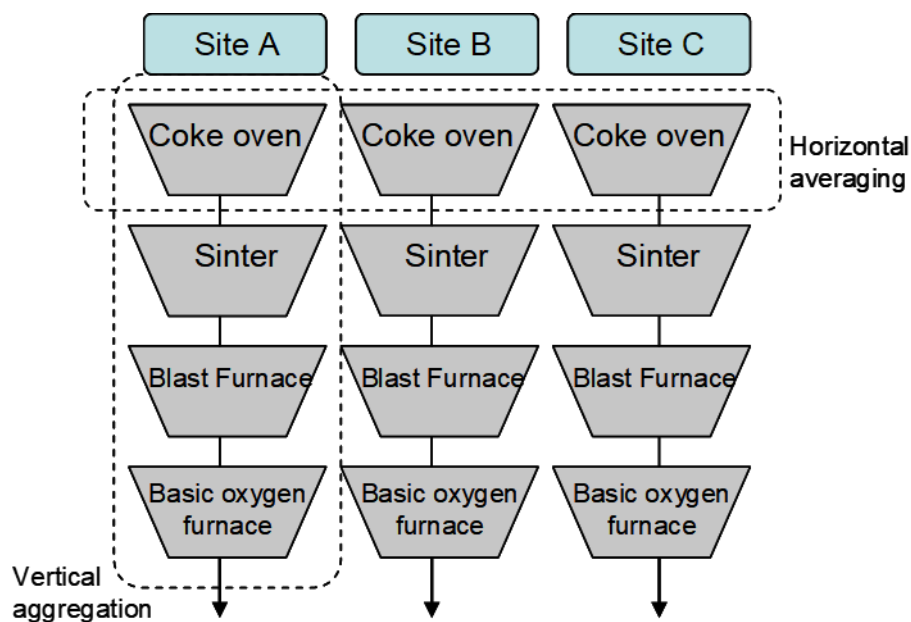 Site A
Site B
Site C
Coke oven
Coke oven
Coke oven
Horizontal
averaging
Sinter
Sinter
Sinter
Blast Furnace
Blast Furnace
Blast Furnace
Basic oxygen
furnace
Basic oxygen
furnace
Basic oxygen
furnace
Vertical
aggregation